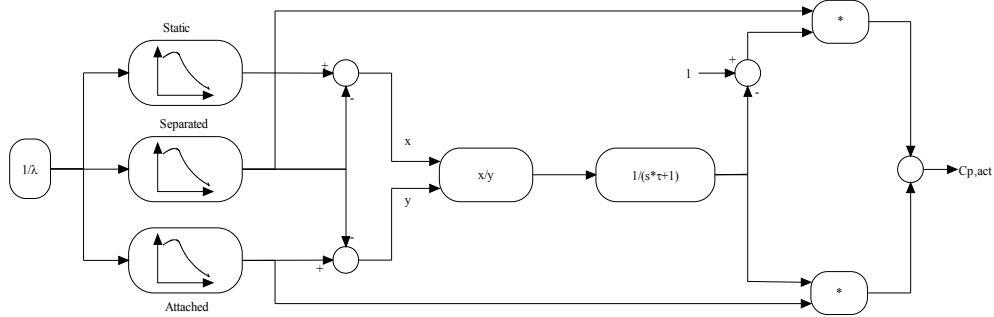 Static
*
+
1
-
+
-
Separated
x
1/λ
x/y
1/(s*τ+1)
Cp,act
y
-
+
*
Attached